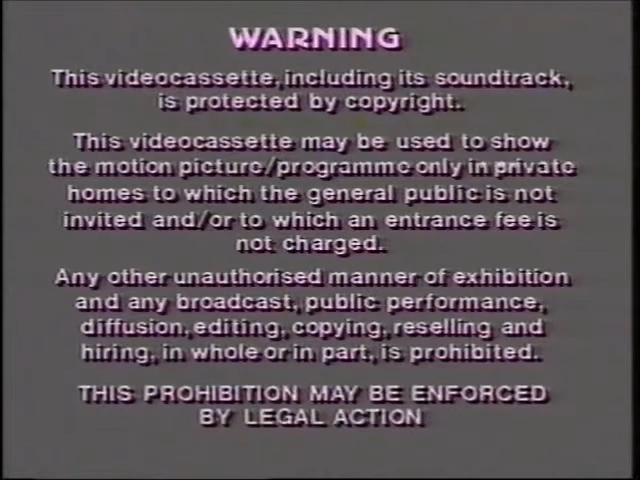 WARNING
This videocassette, including its soundtrack,
is protected by copyright.
This videocassette may be used to show
the motion picture/programme only in private
homes to which the general public is not
invited and/or to which an entrance fee is
not charged.
Any other unauthorised manner of exhibition
and any broadcast, public performance,
diffusion, editing, copying, reselling and
hiring, in whole or in part, is prohibited.
THIS PROHIBITION MAY BE ENFORCED
BY LEGAL ACTION